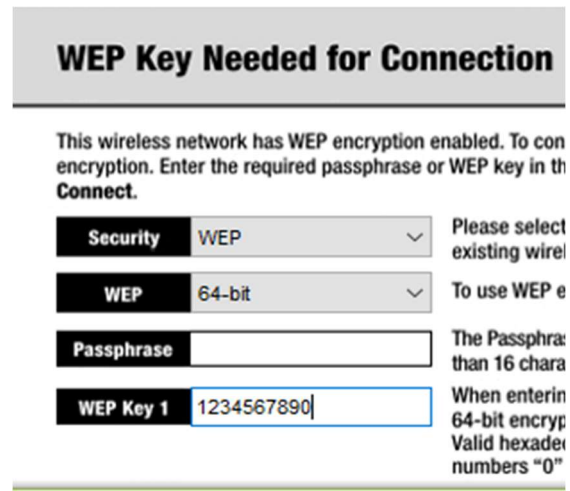 WEP Key Needed for Connection
This wireless network has WEP encryption enabled. To con
encryption. Enter the required passphrase or WEP key in th
Connect.
Security WEP Please select
existing wirel
WEP 64-bit To use WEP e
Passphrase The Passphras
than 16 chara
WEP Key 1 1234567890 When enterin
64-bit encryp
Valid hexadec
numbers “0”